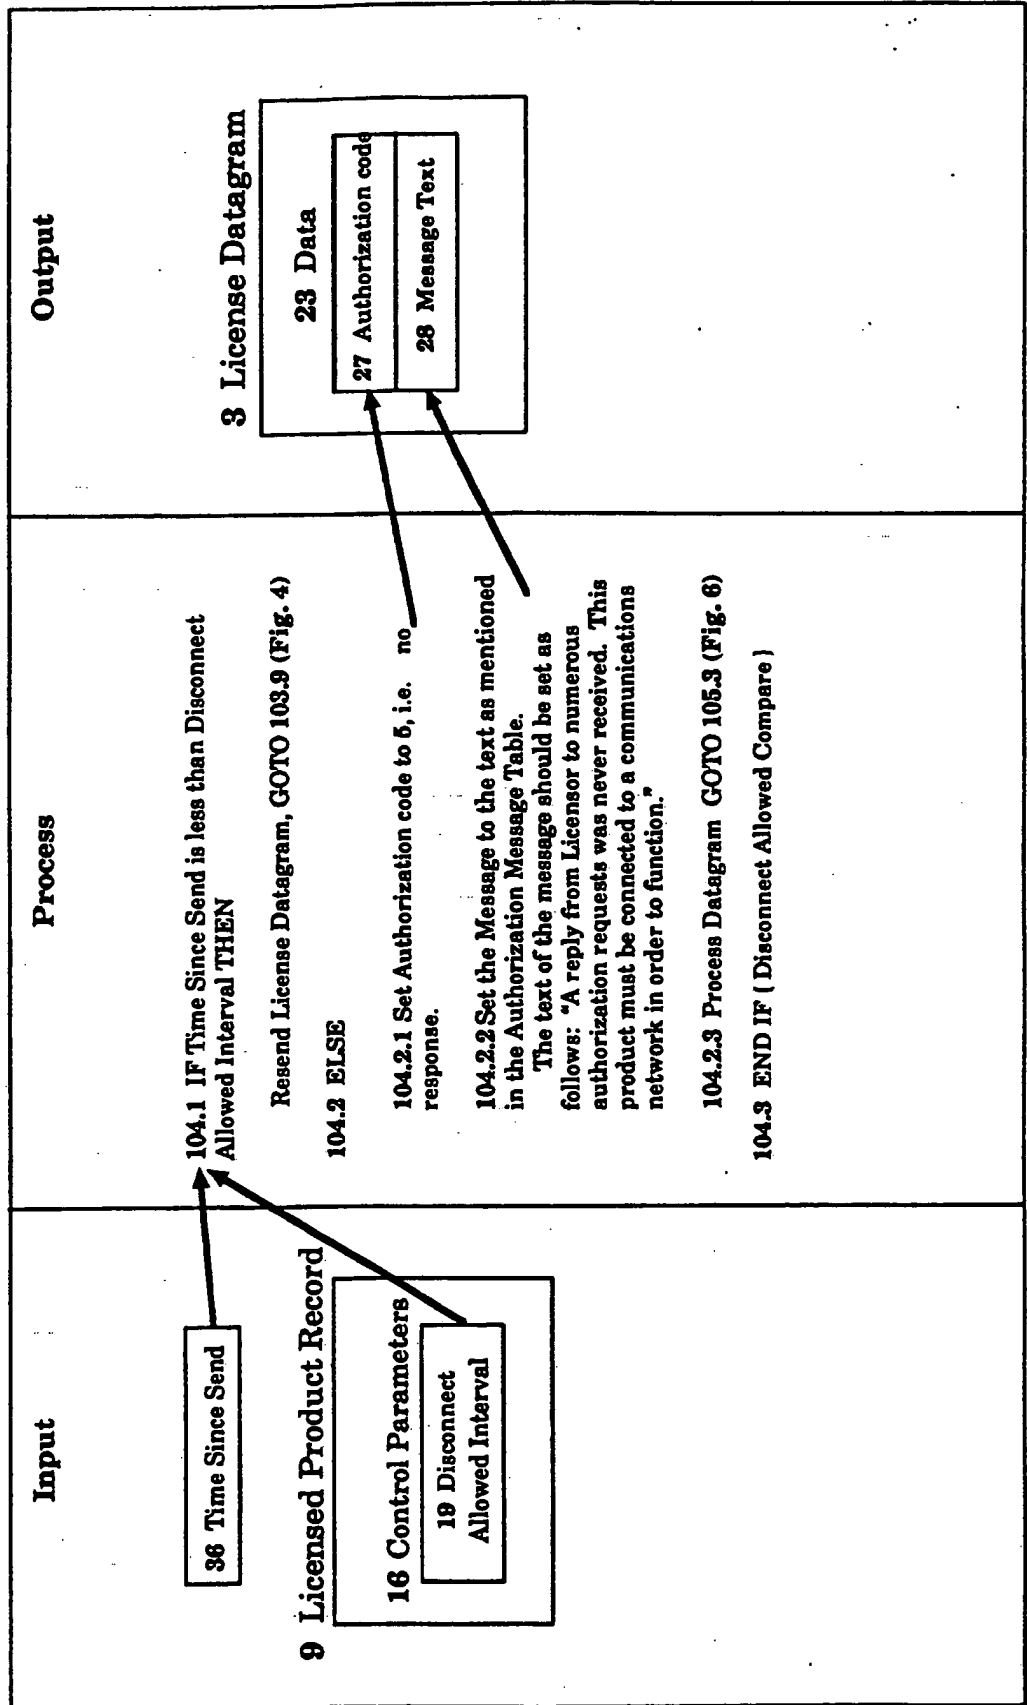 Input
36 Time Since Send
9 Licensed Product Record
16 Control Parameters
19 Disconnect
Allowed Interval
Process
104.1 IF Time Since Send is less than Disconnect
Allowed Interval THEN
Resend License Datagram, GOTO 103.9 (Fig. 4)
104.2 ELSE
104.2.1 Set Authorization code to 5, i.e. no
response.
104.2.2 Set the Message to the text as mentioned
in the Authorization Message Table.
The text of the message should be set as
follows: “A reply from Licensor to numerous
authorization requests was never received. This
product must be connected to a communications
network in order to function.”
104.2.3 Process Datagram GOTO 105.3 (Fig. 6)
104.3 END IF ( Disconnect Allowed Compare )
Output
3 License Datagram
23 Data
27 Authorization code
28 Message Text